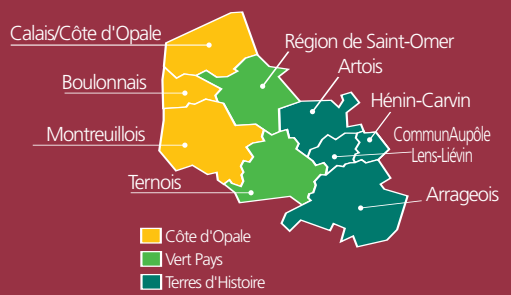 Calais/Côte d'Opale
Région de Saint-Omer
Artois
Boulonnais
Hénin-Carvin
Montreuillois
CommunAupôle
Lens-Liévin
Ternois
Arrageois
Côte d'Opale
Vert Pays
Terres d'Histoire